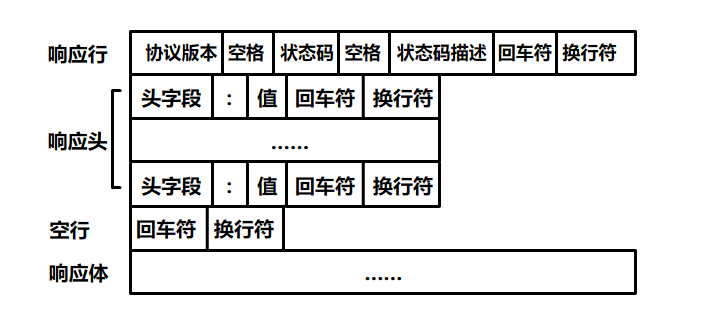 响应行 协议版本 空格 状态码 空格 状态码描述 回车符 换行符
头字段 : 值 回车符 换行符
响应头 ......
头字段 : 值 回车符 换行符
空行 回车符 换行符
响应体 ......